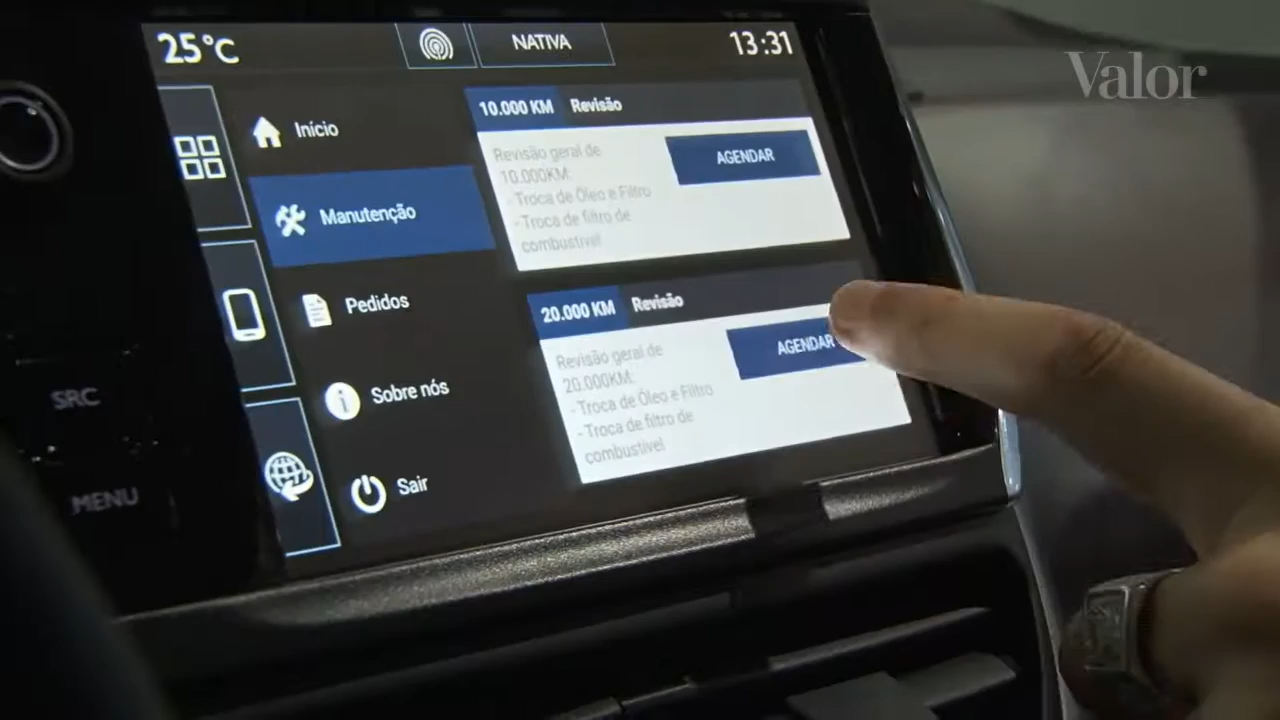 25°C
NATIVA
13:31
Valor
Início
Manutenção
Pedidos
Sobre nós
Sair
10.000 KM Revisão
Revisão geral de
10.000KM:
- Troca de Óleo e Filtro
- Troca de filtro de
combustível
AGENDAR
20.000 KM Revisão
Revisão geral de
20.000KM:
- Troca de Óleo e Filtro
- Troca de filtro de
combustível
AGENDAR
SRC
MENU